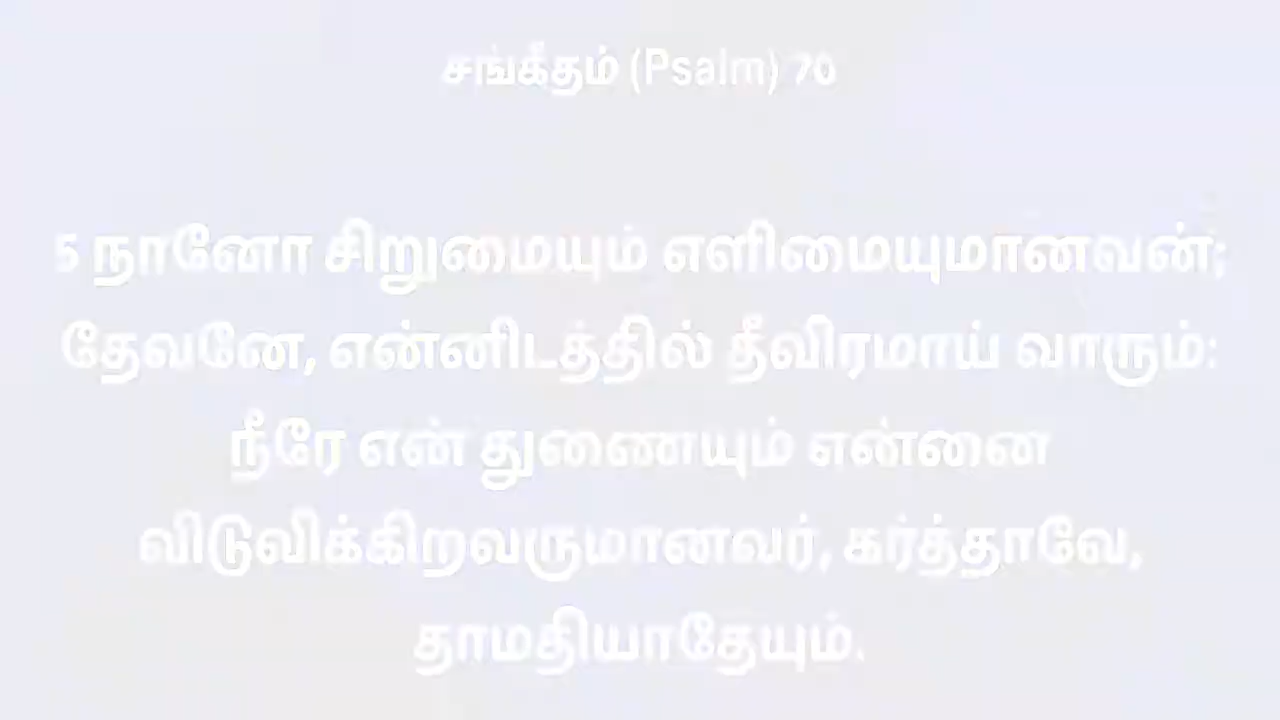 சங்கீதம் (Psalm) 70
5 நானோ சிறுமையும் எளிமையுமானவன்;
தேவனே, என்னிடத்தில் தீவிரமாய் வாரும்:
நீரே என் துணையும் என்னை
விடுவிக்கிறவருமானவர், கர்த்தாவே,
தாமதியாதேயும்.